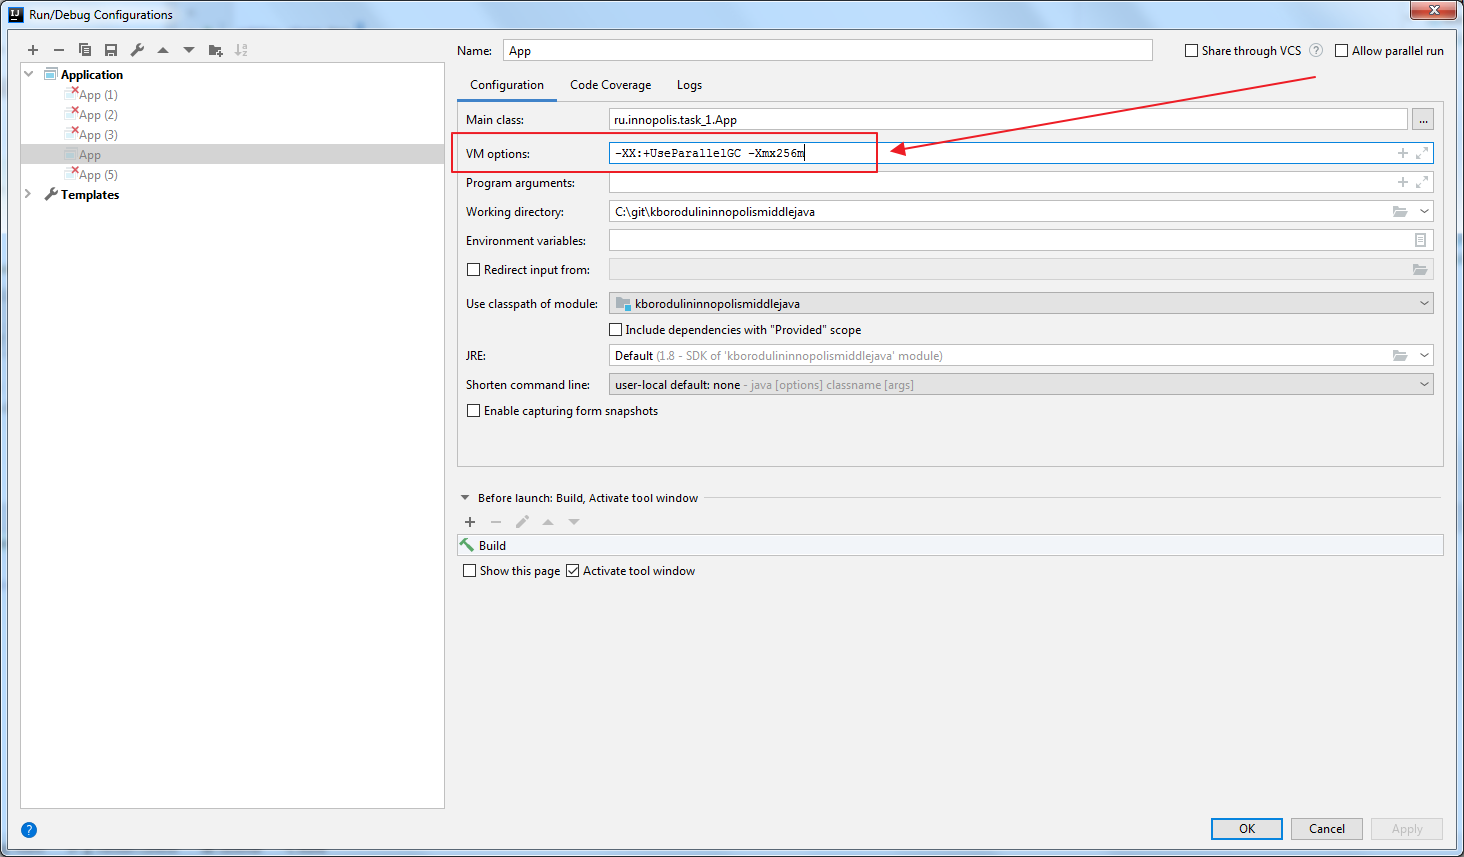 Run/Debug Configurations
Name: App
Share through VCS ?
Allow parallel run
Application
App (1)
App (2)
App (3)
App
App (5)
Templates
Configuration Code Coverage Logs
Main class: ru.innopolis.task_1.App ...
VM options: -XX:+UseParallelGC -Xmx256m
Program arguments:
Working directory: C:\git\kborodulininnopolismiddlejava
Environment variables:
Redirect input from:
Use classpath of module: kborodulininnopolismiddlejava
Include dependencies with "Provided" scope
JRE: Default (1.8 - SDK of 'kborodulininnopolismiddlejava' module)
Shorten command line: user-local default: none - java [options] classname [args]
Enable capturing form snapshots
Before launch: Build, Activate tool window
Build
Show this page Activate tool window
?
OK Cancel Apply